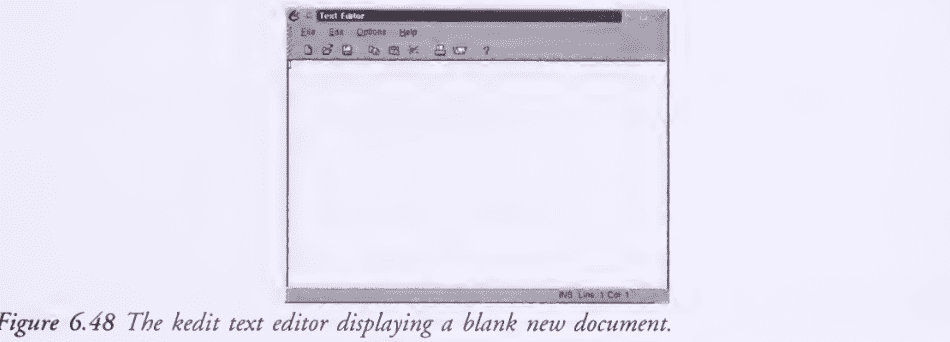 Text Editor
File Edit Options Help
?
INS Line: 1 Col: 1
Figure 6.48 The kedit text editor displaying a blank new document.